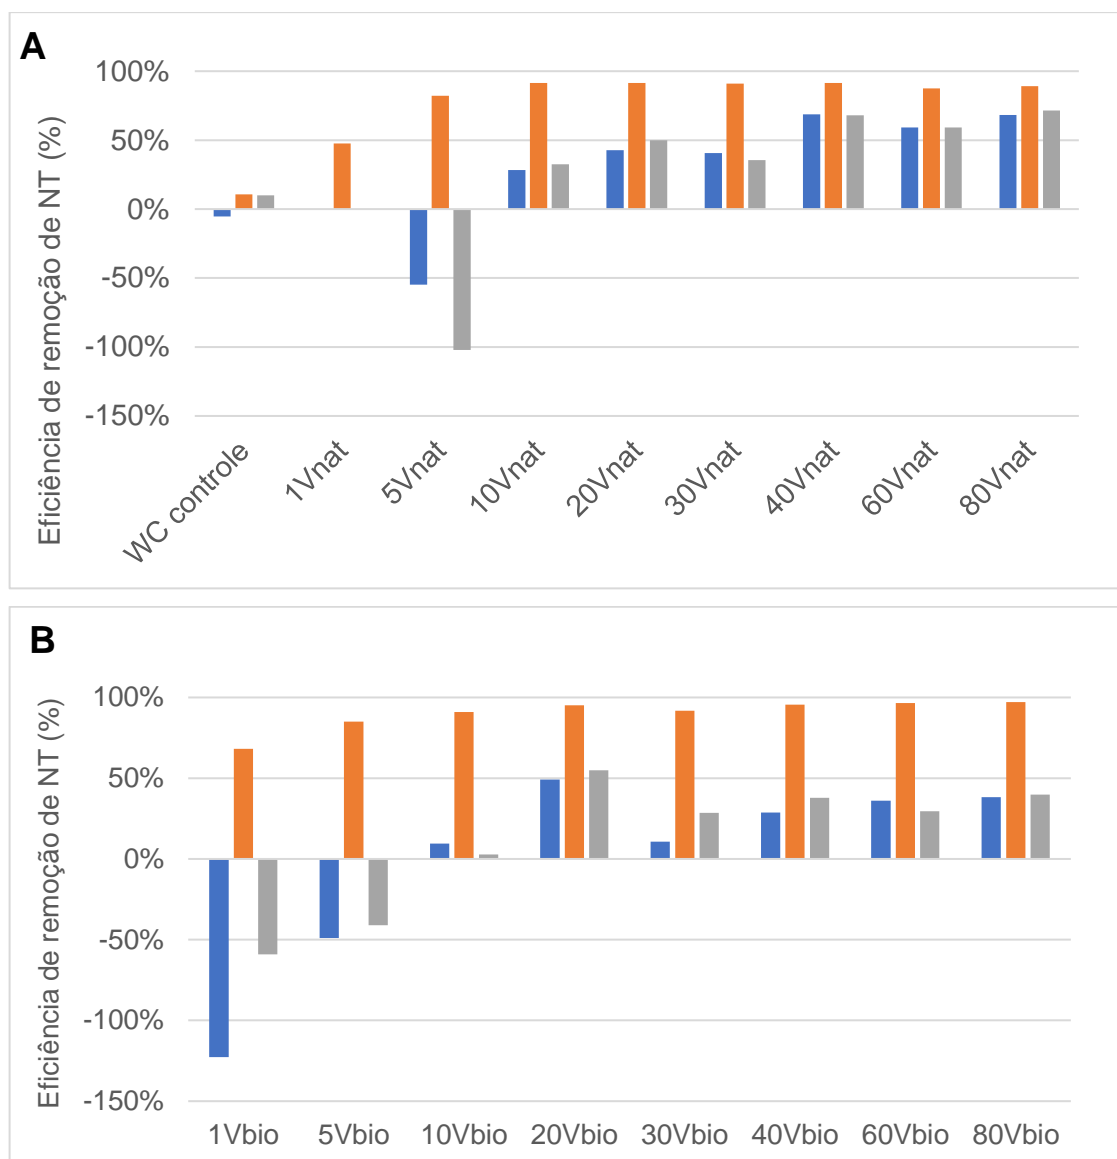 A
Eficiência de remoção de NT (%)
100%
50%
0%
-50%
-100%
-150%
WC controle
1Vnat
5Vnat
10Vnat
20Vnat
30Vnat
40Vnat
60Vnat
80Vnat
B
Eficiência de remoção de NT (%)
100%
50%
0%
-50%
-100%
-150%
1Vbio 5Vbio 10Vbio 20Vbio 30Vbio 40Vbio 60Vbio 80Vbio